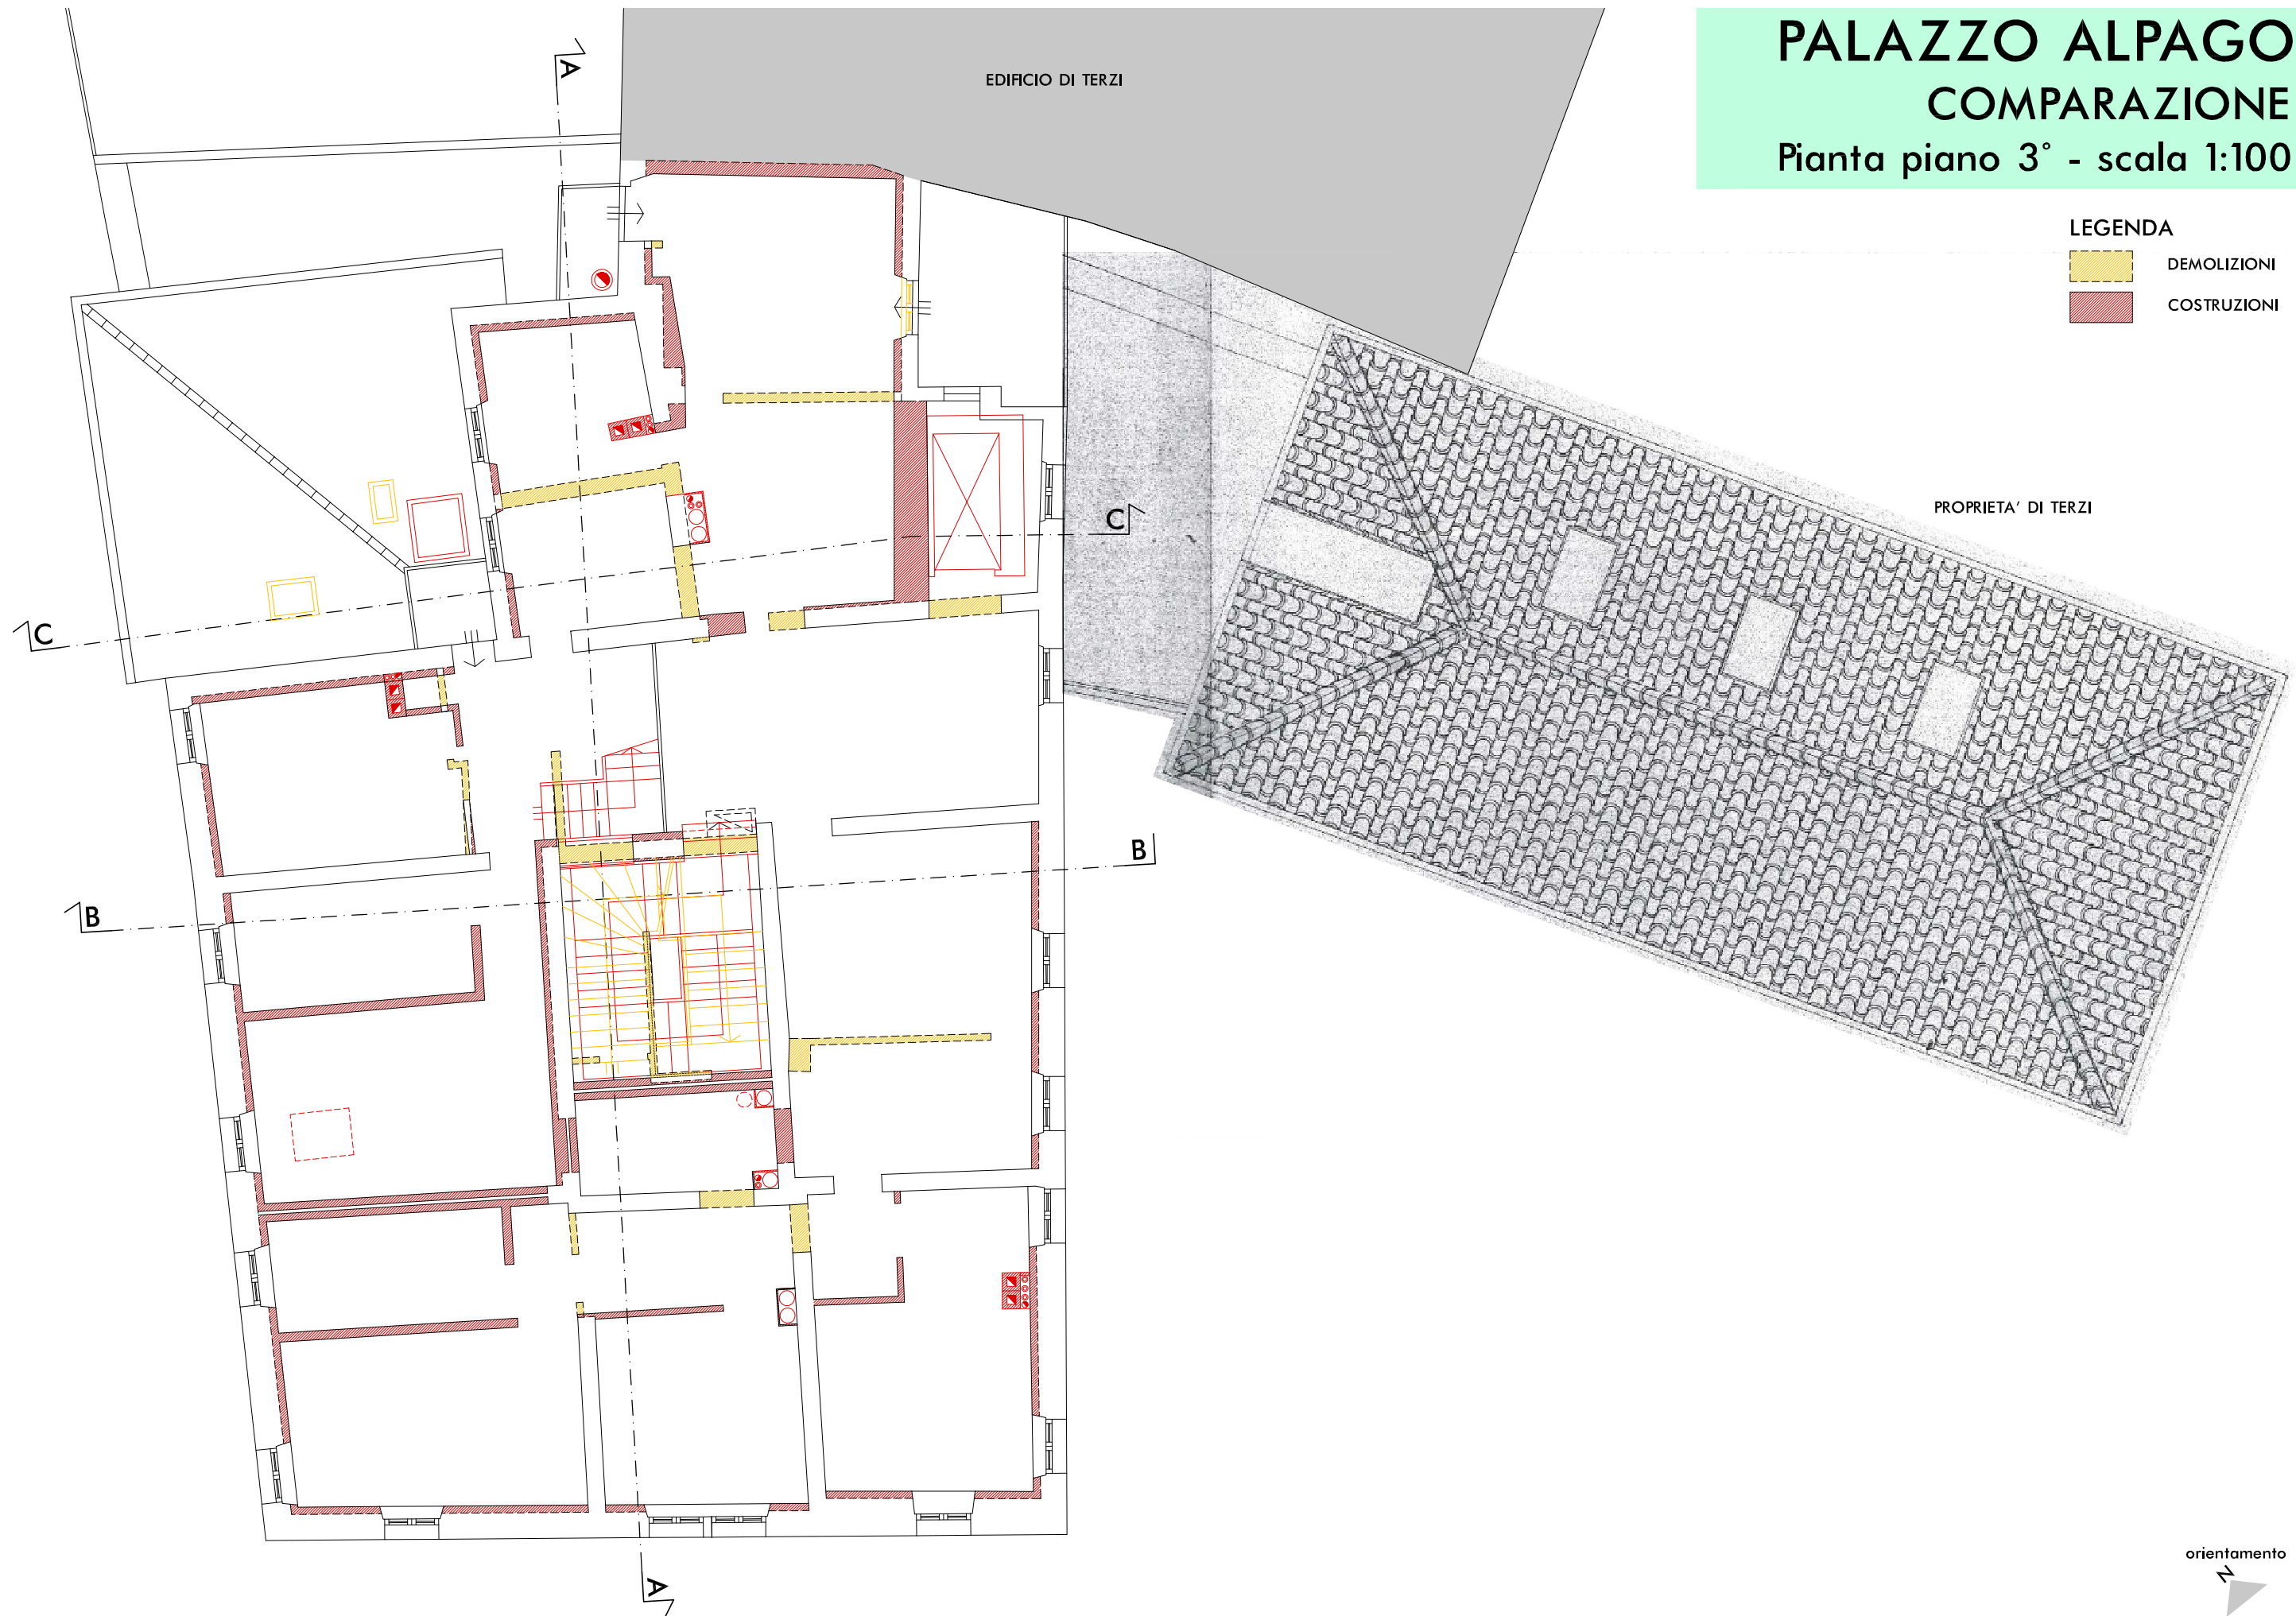 PALAZZO ALPAGO
COMPARAZIONE
Pianta piano 3° - scala 1:100
EDIFICIO DI TERZI
LEGENDA
DEMOLIZIONI
COSTRUZIONI
PROPRIETA' DI TERZI
A
C
C
B
B
A
orientamento
N